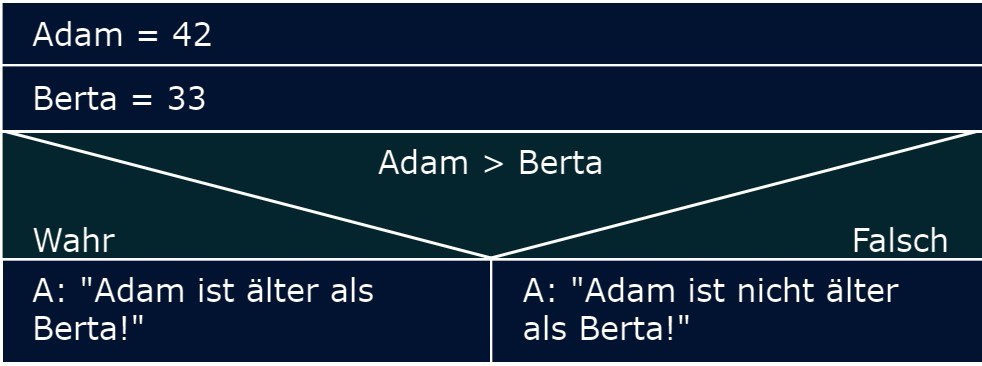 Adam = 42
Berta = 33
Adam > Berta
Wahr
Falsch
A: "Adam ist älter als
Berta!"
A: "Adam ist nicht älter
als Berta!"